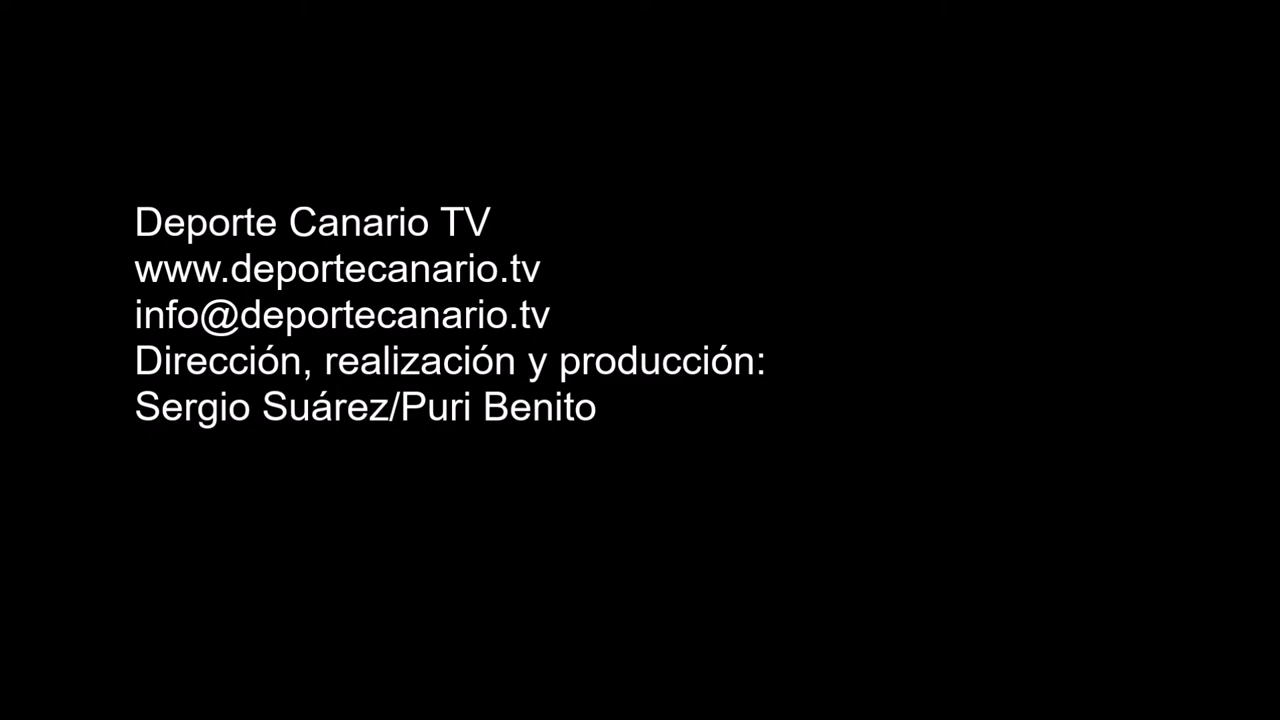 Deporte Canario TV
www.deportecanario.tv
info@deportecanario.tv
Dirección, realización y producción:
Sergio Suárez/Puri Benito